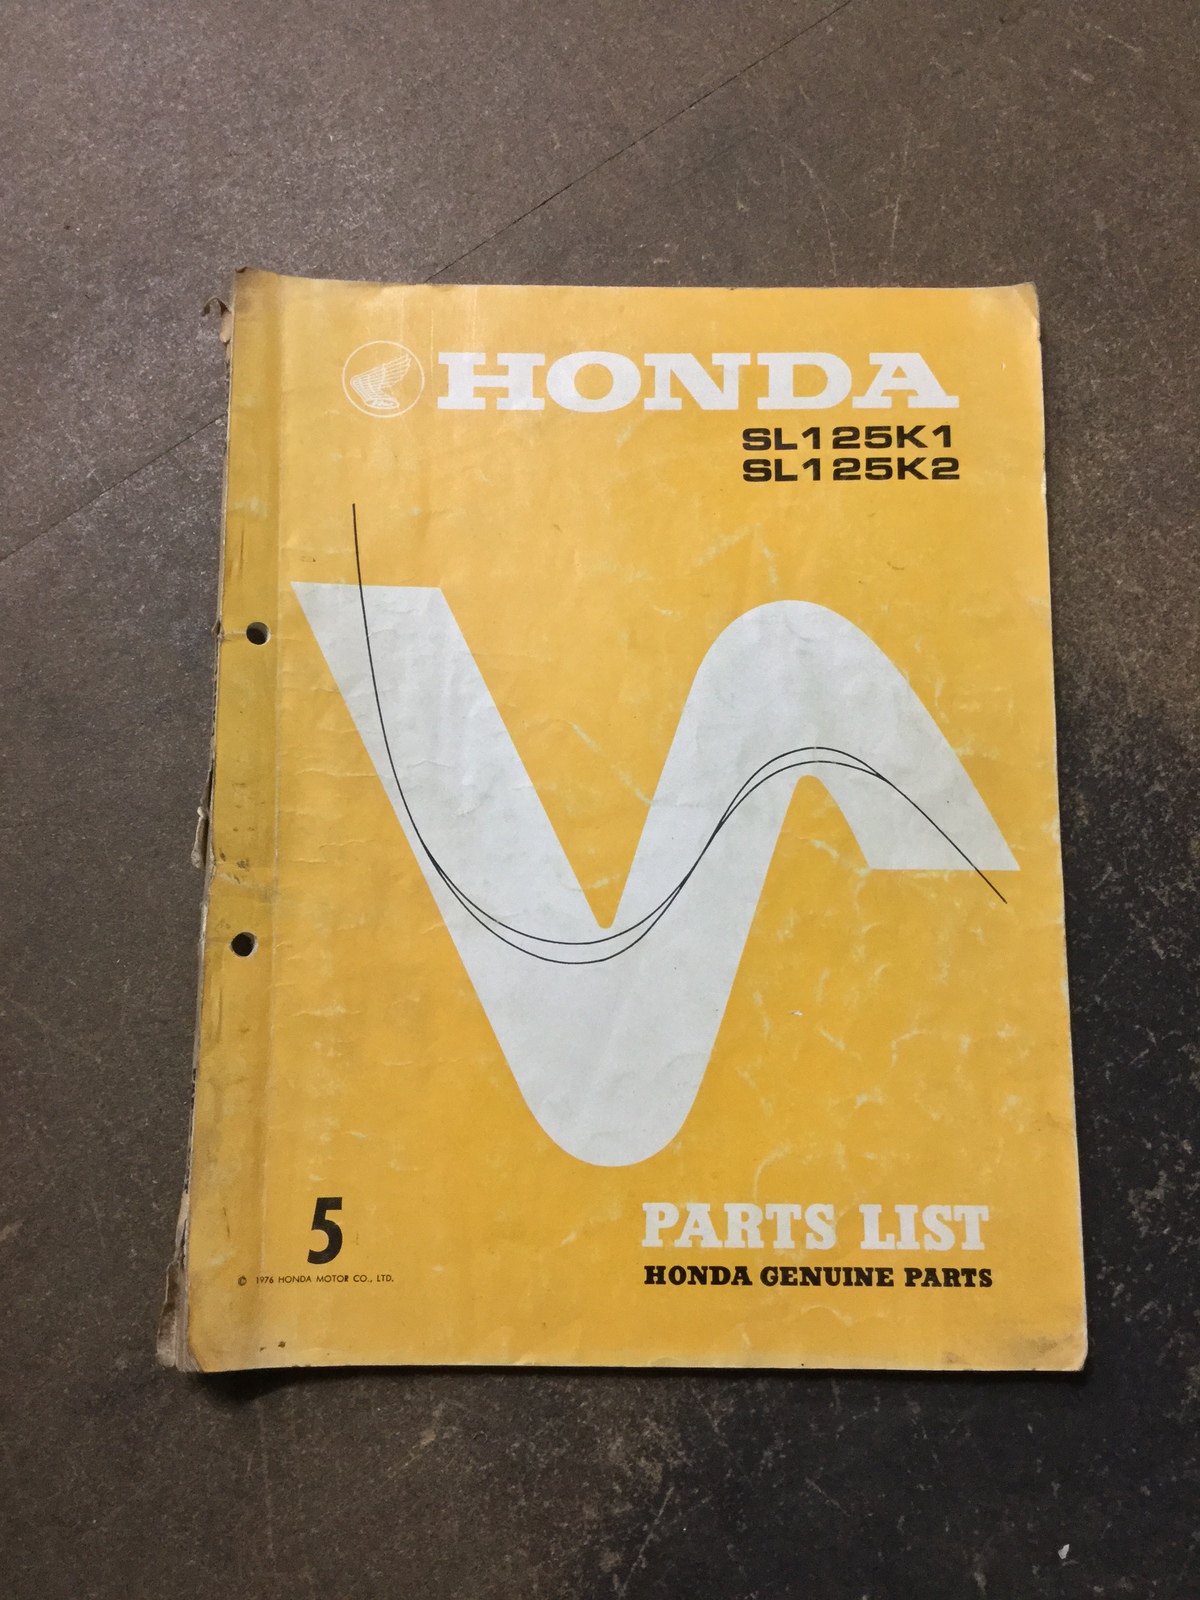 HONDA
SL125K1
SL125K2
5
© 1976 HONDA MOTOR CO., LTD.
PARTS LIST
HONDA GENUINE PARTS